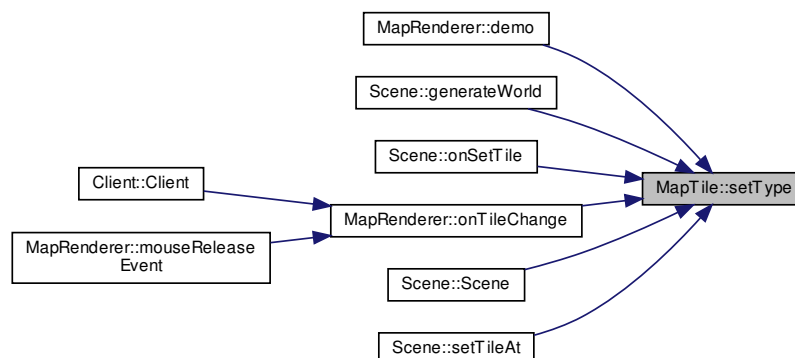 MapRenderer::demo
Scene::generateWorld
Scene::onSetTile
Client::Client
MapTile::setType
MapRenderer::onTileChange
MapRenderer::mouseRelease
Event
Scene::Scene
Scene::setTileAt